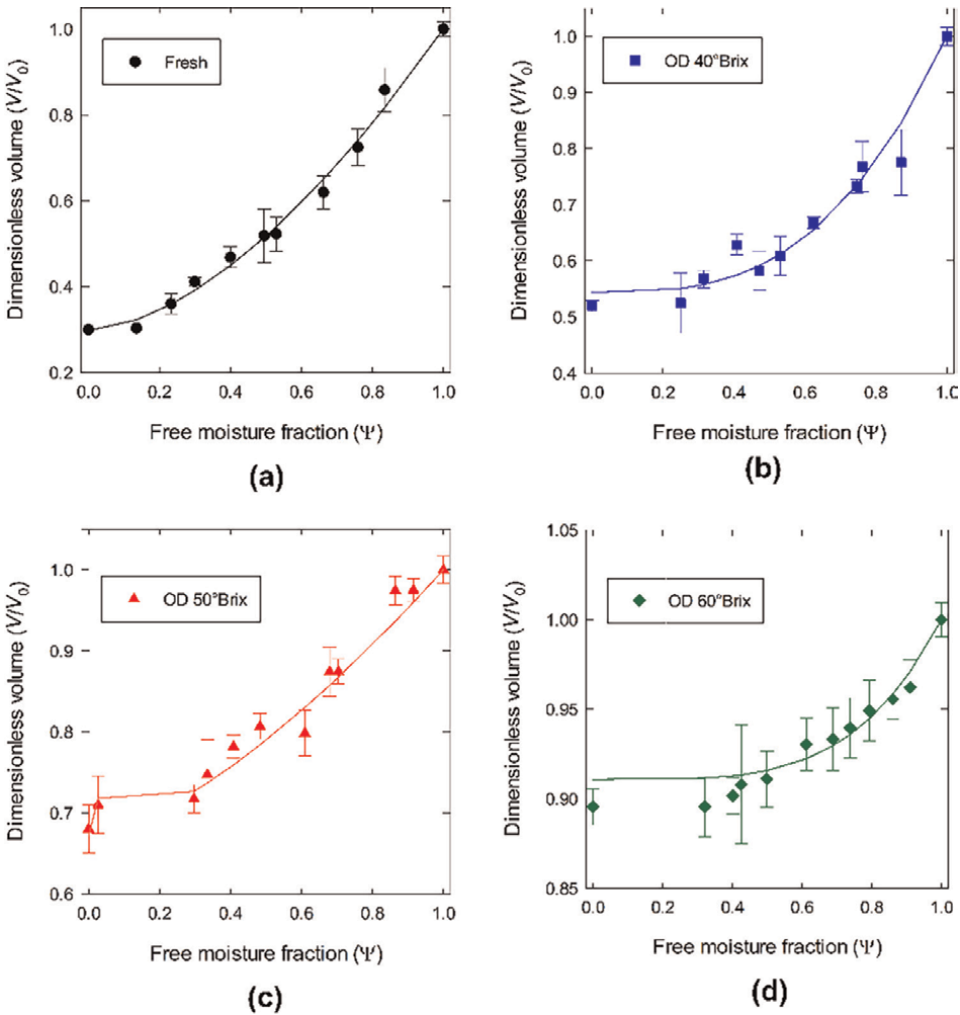 Dimensionless volume (V/V0)
1.0
0.8
0.6
0.4
0.2
Fresh
0.0 0.2 0.4 0.6 0.8 1.0
Free moisture fraction (Ψ)
(a)
Dimensionless volume (V/V0)
1.0
0.9
0.8
0.7
0.6
0.5
0.4
OD 40°Brix
0.0 0.2 0.4 0.6 0.8 1.0
Free moisture fraction (Ψ)
(b)
Dimensionless volume (V/V0)
1.0
0.9
0.8
0.7
0.6
OD 50°Brix
0.0 0.2 0.4 0.6 0.8 1.0
Free moisture fraction (Ψ)
(c)
Dimensionless volume (V/V0)
1.05
1.00
0.95
0.90
0.85
OD 60°Brix
0.0 0.2 0.4 0.6 0.8 1.0
Free moisture fraction (Ψ)
(d)